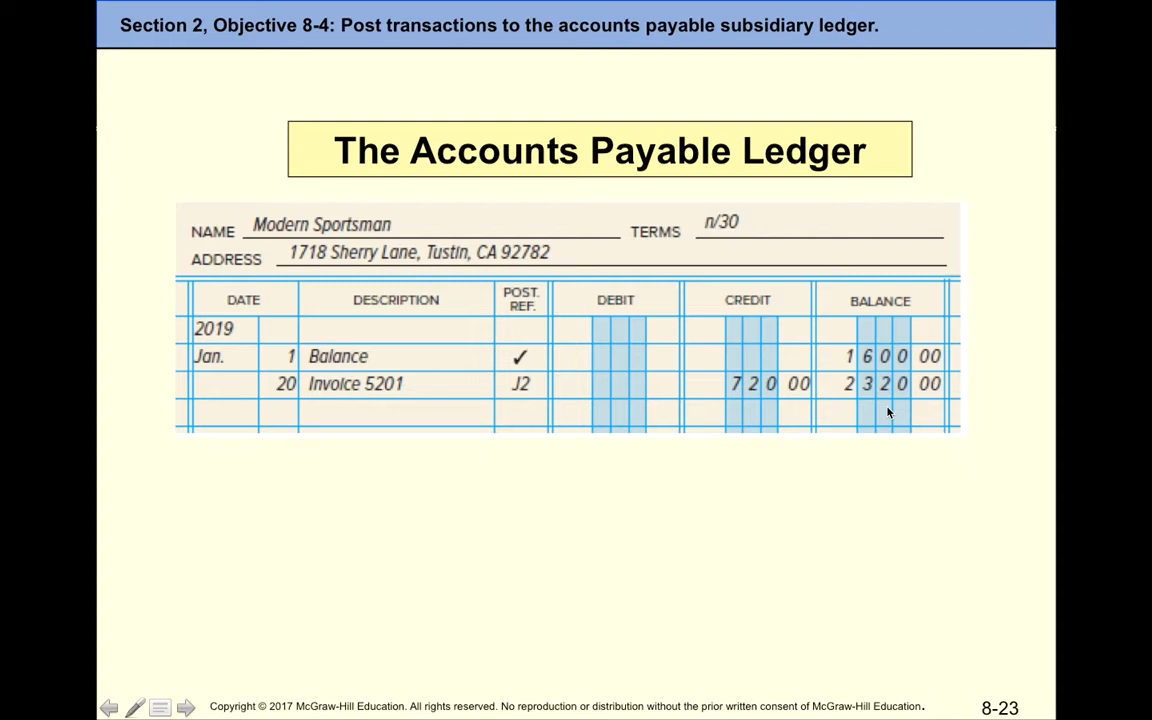 Section 2, Objective 8-4: Post transactions to the accounts payable subsidiary ledger.
The Accounts Payable Ledger
NAME Modern Sportsman TERMS n/30
ADDRESS 1718 Sherry Lane, Tustin, CA 92782
DATE DESCRIPTION POST. REF. DEBIT CREDIT BALANCE
2019
Jan. 1 Balance ✓ 1 6 0 0 00
20 Invoice 5201 J2 7 2 0 00 2 3 2 0 00
Copyright © 2017 McGraw-Hill Education. All rights reserved. No reproduction or distribution without the prior written consent of McGraw-Hill Education. 8-23